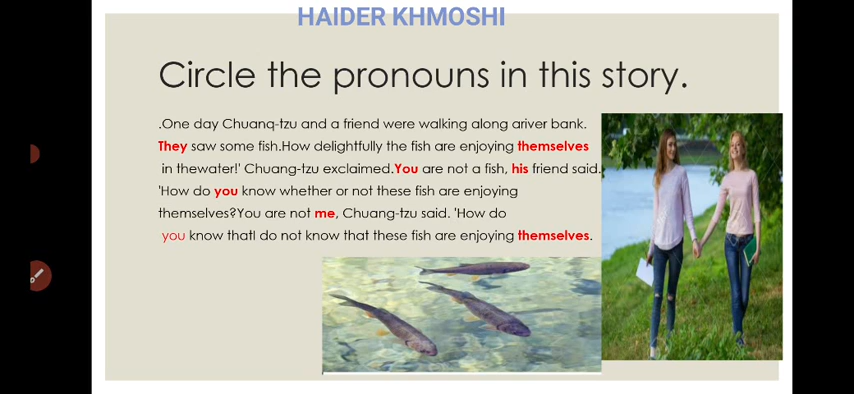 HAIDER KHMOSHI
Circle the pronouns in this story.
.One day Chuanq-tzu and a friend were walking along ariver bank.
They saw some fish.How delightfully the fish are enjoying themselves
in thewater!' Chuang-tzu exclaimed.You are not a fish, his friend said.
'How do you know whether or not these fish are enjoying
themselves?You are not me, Chuang-tzu said. 'How do
you know thatI do not know that these fish are enjoying themselves.